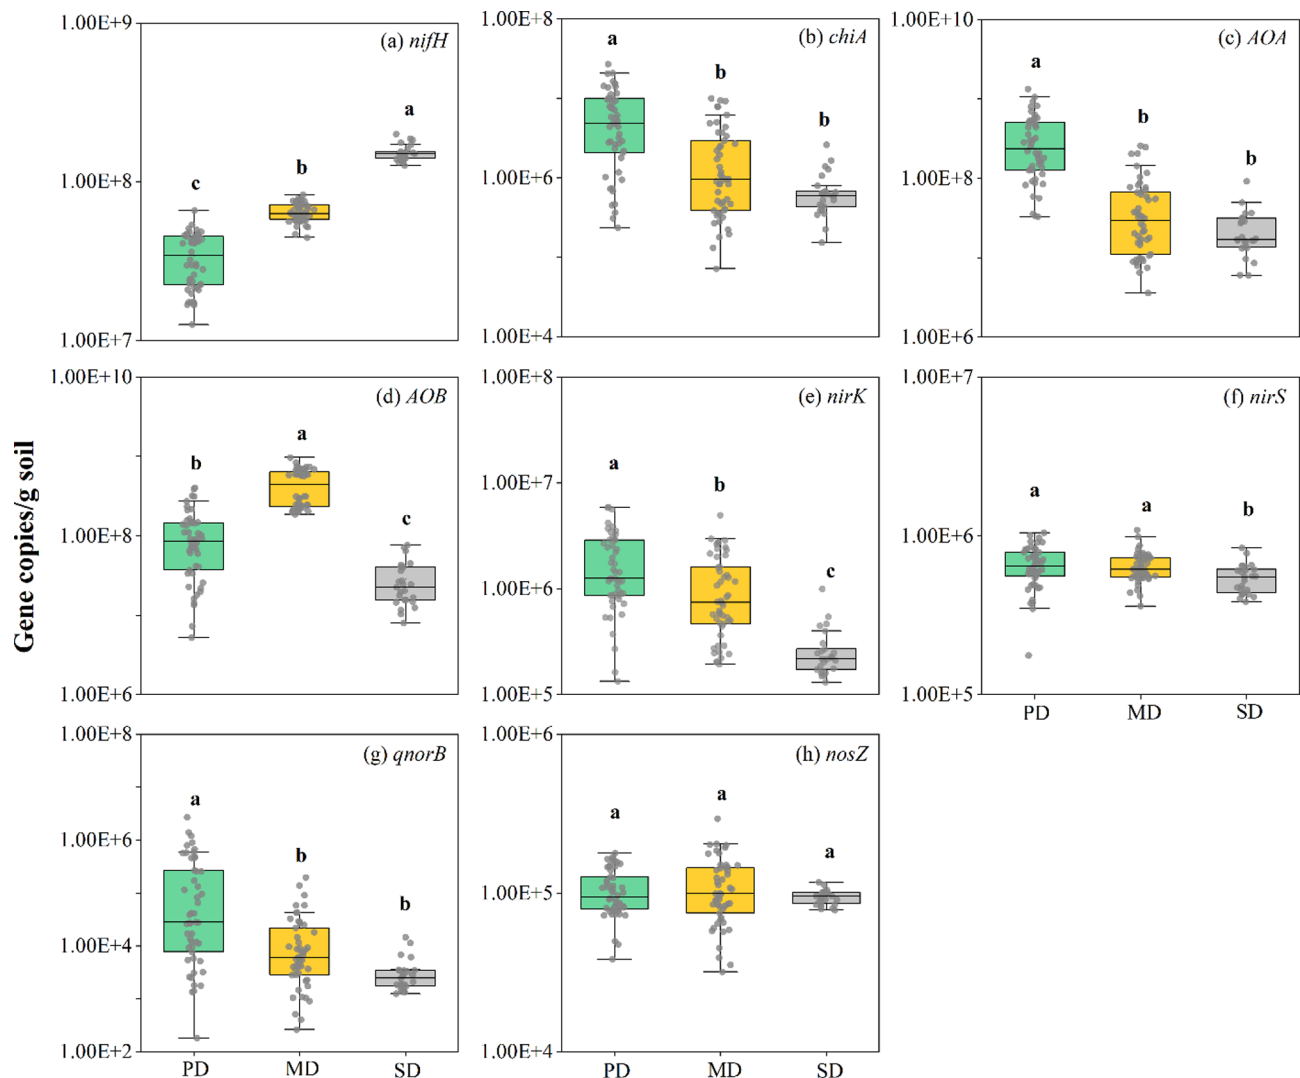 Gene copies/g soil
(a) nifH
1.00E+9
1.00E+8
1.00E+7
c
b
a
(b) chiA
1.00E+8
1.00E+6
1.00E+4
a
b
b
(c) AOA
1.00E+10
1.00E+8
1.00E+6
a
b
b
(d) AOB
1.00E+10
1.00E+8
1.00E+6
b
a
c
(e) nirK
1.00E+8
1.00E+7
1.00E+6
1.00E+5
a
b
c
(f) nirS
1.00E+7
1.00E+6
1.00E+5
a
a
b
PD MD SD
(g) qnorB
1.00E+8
1.00E+6
1.00E+4
1.00E+2
a
b
b
PD MD SD
(h) nosZ
1.00E+6
1.00E+5
1.00E+4
a
a
a
PD MD SD